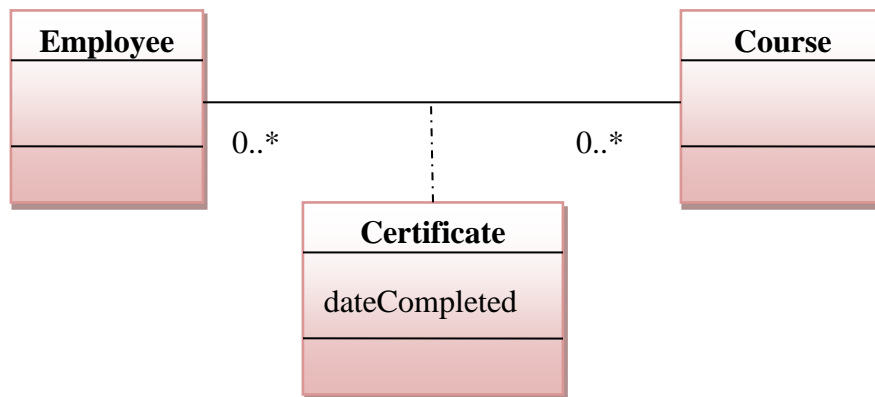 Employee
Course
0..*
0..*
Certificate
dateCompleted